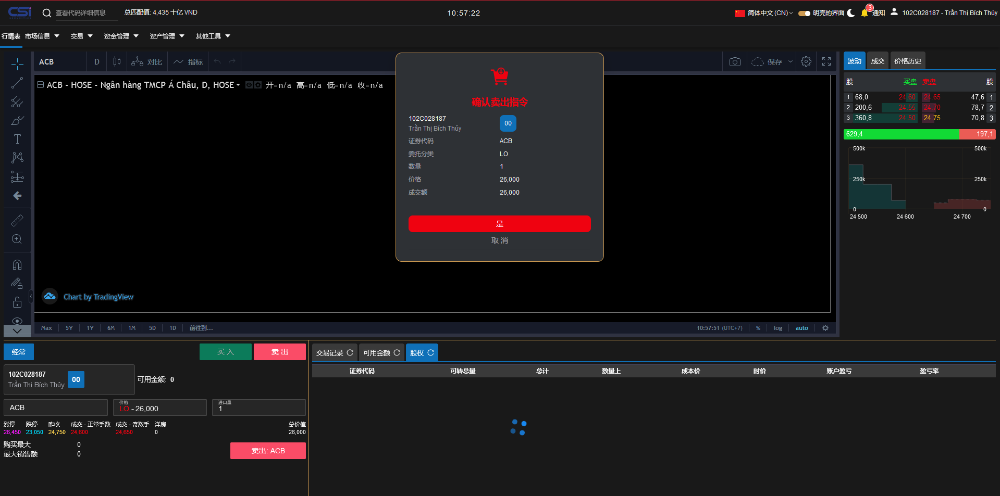 CSI
查看代码详细信息
总匹配值: 4,435 十亿 VND
10:57:22
简体中文 (CN)
明亮的界面
3
通知
102C028187 - Trần Thị Bích Thủy
行情表
市场信息
交易
资金管理
资产管理
其他工具
ACB
D
对比
指标
保存
ACB - HOSE - Ngân hàng TMCP Á Châu, D, HOSE
开=n/a 高=n/a 低=n/a 收=n/a
Chart by TradingView
Max
5Y
1Y
6M
1M
5D
1D
前往到...
10:57:51 (UTC+7)
%
log
auto
确认卖出指令
102C028187
Trần Thị Bích Thủy
00
证券代码 ACB
委托分类 LO
数量 1
价格 26,000
成交额 26,000
是
取 消
波动
成交
价格历史
股 买盘 卖盘 股
1 68,0 24.60 24.65 47,6 1
2 200,6 24.55 24.70 78,7 2
3 360,8 24.50 24.75 70,8 3
629,4 197,1
500k 500k
250k 250k
0 0
24 500 24 600 24 700
经常
买 入
卖 出
102C028187
Trần Thị Bích Thủy
00
可用金额: 0
ACB
价格
LO - 26,000
进口量
1
涨停 跌停 昨收 成交 - 正常手数 成交 - 奇数手 洋房 总价值
26,450 23,050 24,750 24,600 24,650 0 26,000
购买最大 0
最大销售额 0
卖出: ACB
交易记录
可用金额
股权
证券代码 可转总量 总计 数量上 成本价 时价 账户盈亏 盈亏率